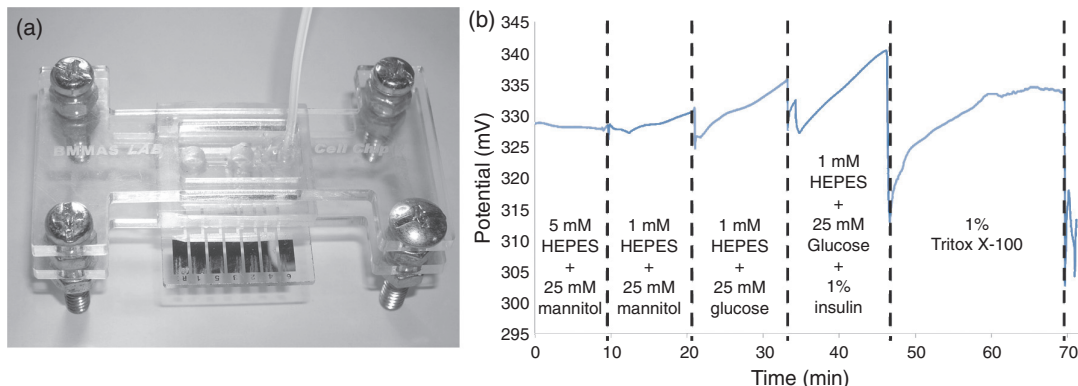 (a)
BMMAS LAB Cell Chip
(b)
Potential (mV)
345
340
335
330
325
320
315
310
305
300
295
5 mM
HEPES
+
25 mM
mannitol
1 mM
HEPES
+
25 mM
mannitol
1 mM
HEPES
+
25 mM
glucose
1 mM
HEPES
+
25 mM
Glucose
+
1%
insulin
1%
Tritox X-100
0 10 20 30 40 50 60 70
Time (min)